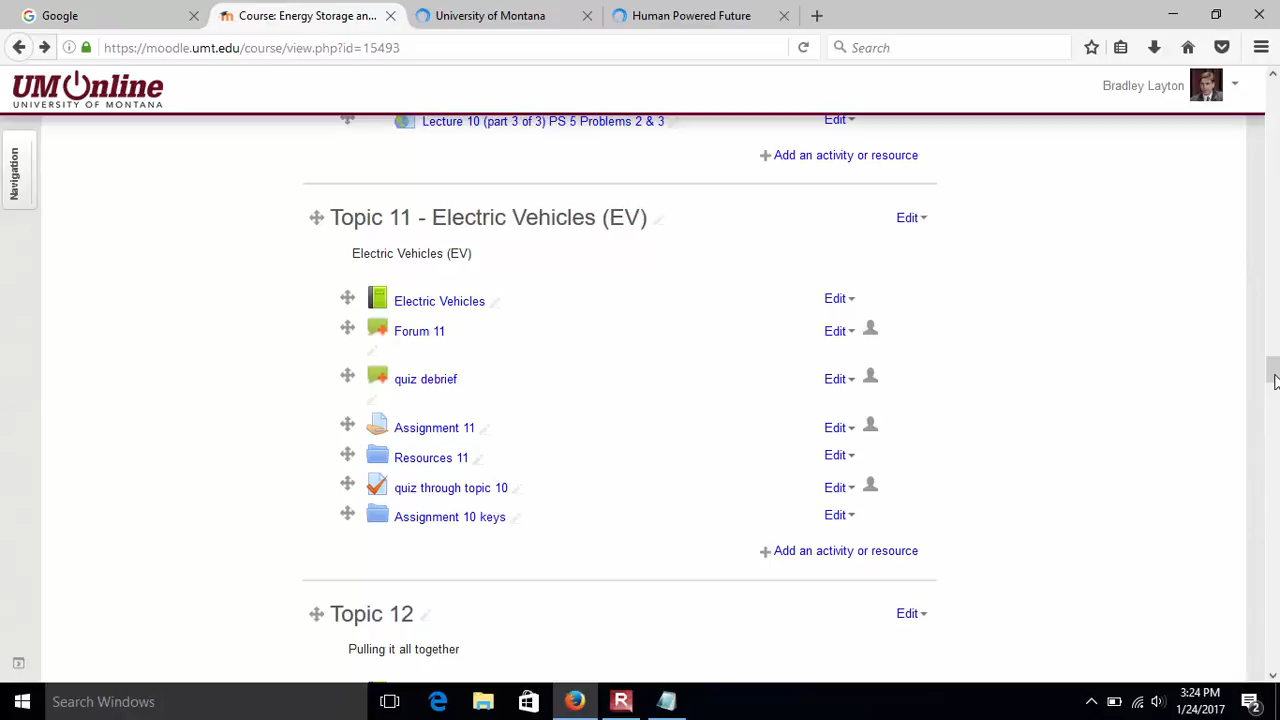 Google
Course: Energy Storage an...
University of Montana
Human Powered Future
https://moodle.umt.edu/course/view.php?id=15493
Search
UM Online
UNIVERSITY OF MONTANA
Bradley Layton
Navigation
Lecture 10 (part 3 of 3) PS 5 Problems 2 & 3
Edit
Add an activity or resource
Topic 11 - Electric Vehicles (EV)
Edit
Electric Vehicles (EV)
Electric Vehicles
Edit
Forum 11
Edit
quiz debrief
Edit
Assignment 11
Edit
Resources 11
Edit
quiz through topic 10
Edit
Assignment 10 keys
Edit
Add an activity or resource
Topic 12
Edit
Pulling it all together
Search Windows
3:24 PM
1/24/2017
2